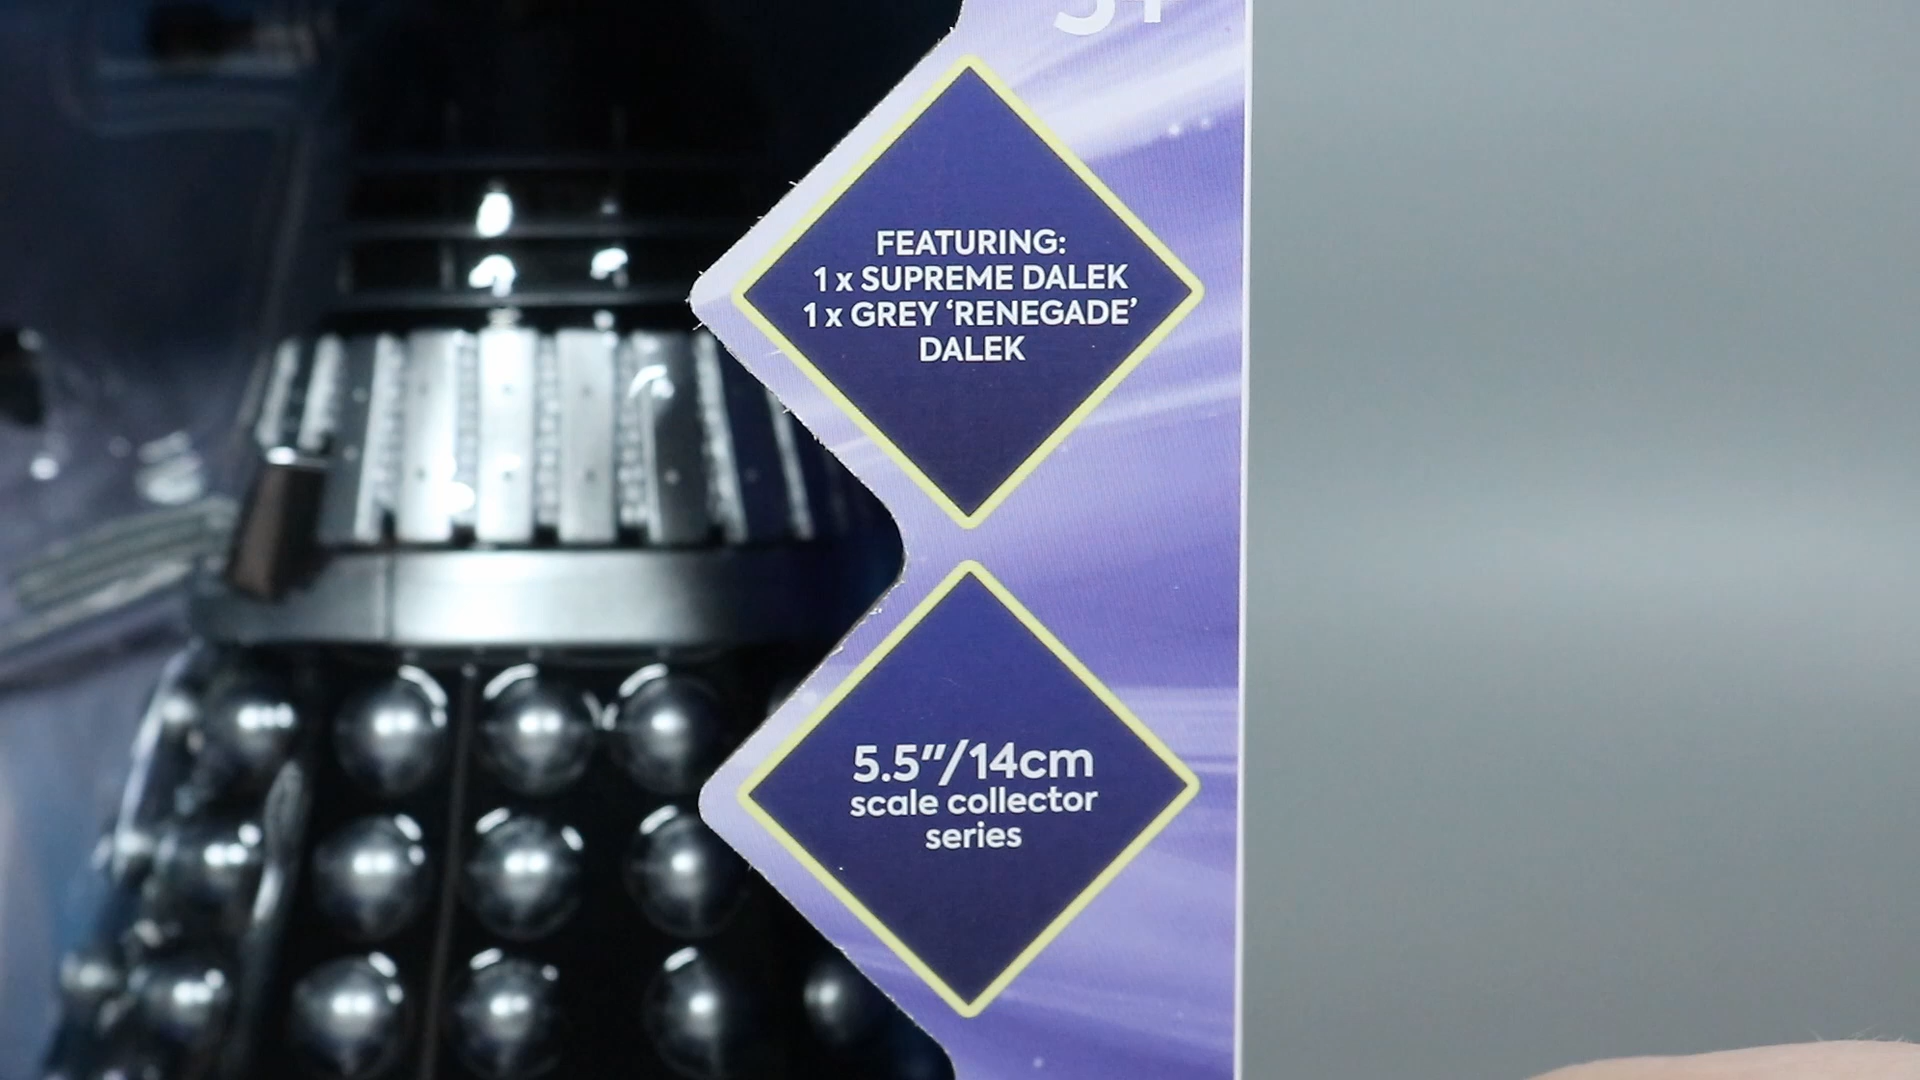 FEATURING:
1 x SUPREME DALEK
1 x GREY ‘RENEGADE’
DALEK
5.5″/14cm
scale collector
series